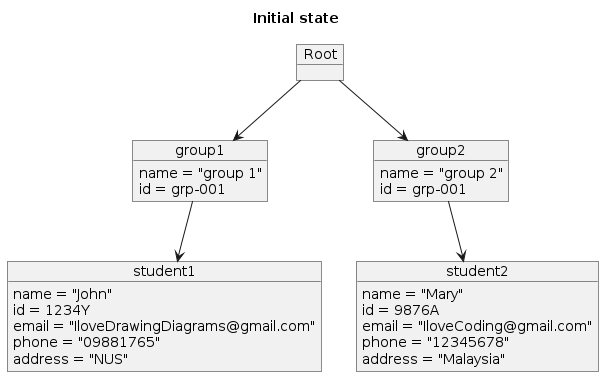 Initial state
Root
group1
name = "group 1"
id = grp-001
group2
name = "group 2"
id = grp-001
student1
name = "John"
id = 1234Y
email = "IloveDrawingDiagrams@gmail.com"
phone = "09881765"
address = "NUS"
student2
name = "Mary"
id = 9876A
email = "IloveCoding@gmail.com"
phone = "12345678"
address = "Malaysia"